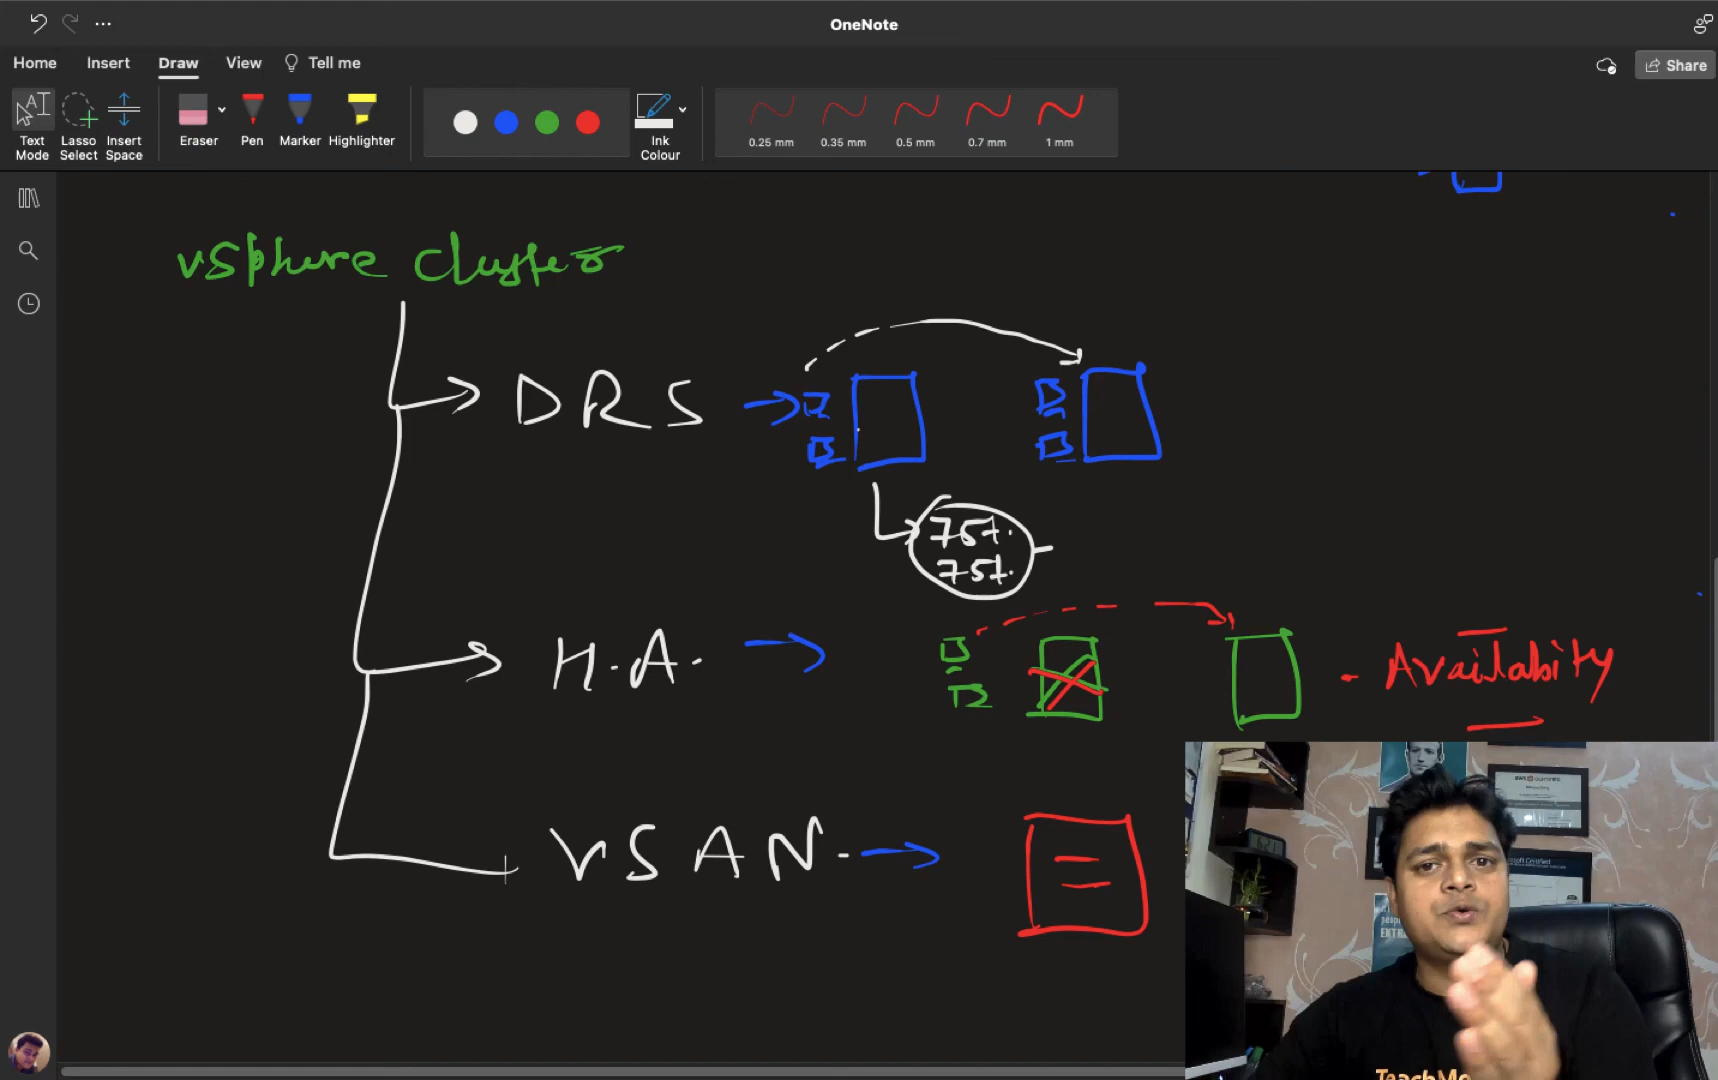 OneNote
Home Insert Draw View Tell me
Share
Text Mode
Lasso Select
Insert Space
Eraser
Pen
Marker
Highlighter
Ink Colour
0.25 mm
0.35 mm
0.5 mm
0.7 mm
1 mm
vSphere cluster
DRS
75%.
75%.
H.A.
Availabity
VSAN
TeachMe